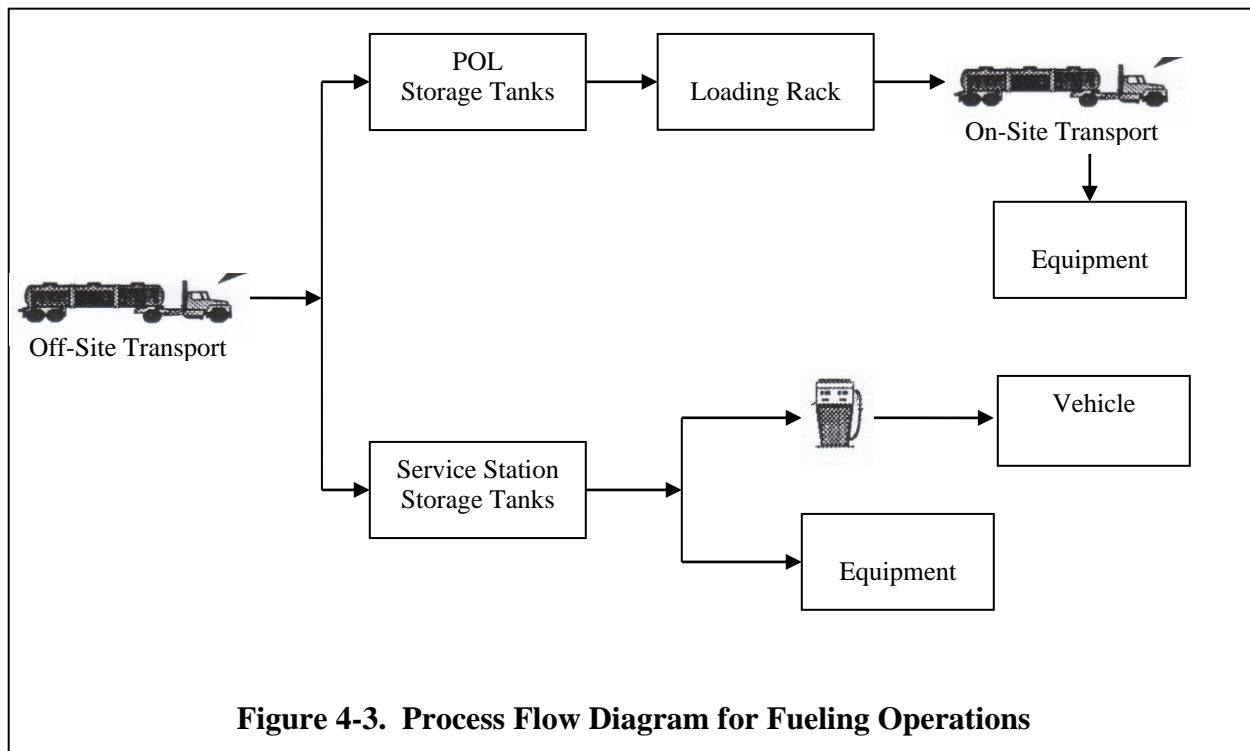 POL
Storage Tanks
Loading Rack
On-Site Transport
Equipment
Off-Site Transport
Service Station
Storage Tanks
Vehicle
Equipment
Figure 4-3. Process Flow Diagram for Fueling Operations